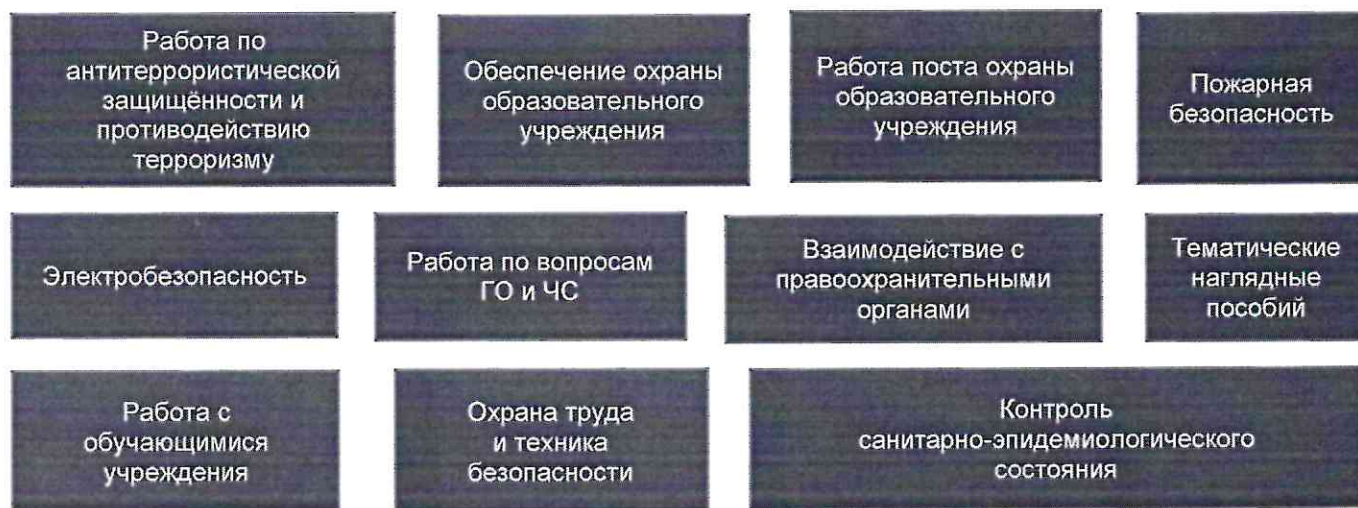 Работа по
антитеррористической
защищённости и
противодействию
терроризму
Обеспечение охраны
образовательного
учреждения
Работа поста охраны
образовательного
учреждения
Пожарная
безопасность
Электробезопасность
Работа по вопросам
ГО и ЧС
Взаимодействие с
правоохранительными
органами
Тематические
наглядные
пособий
Работа с
обучающимися
учреждения
Охрана труда
и техника
безопасности
Контроль
санитарно-эпидемиологического
состояния